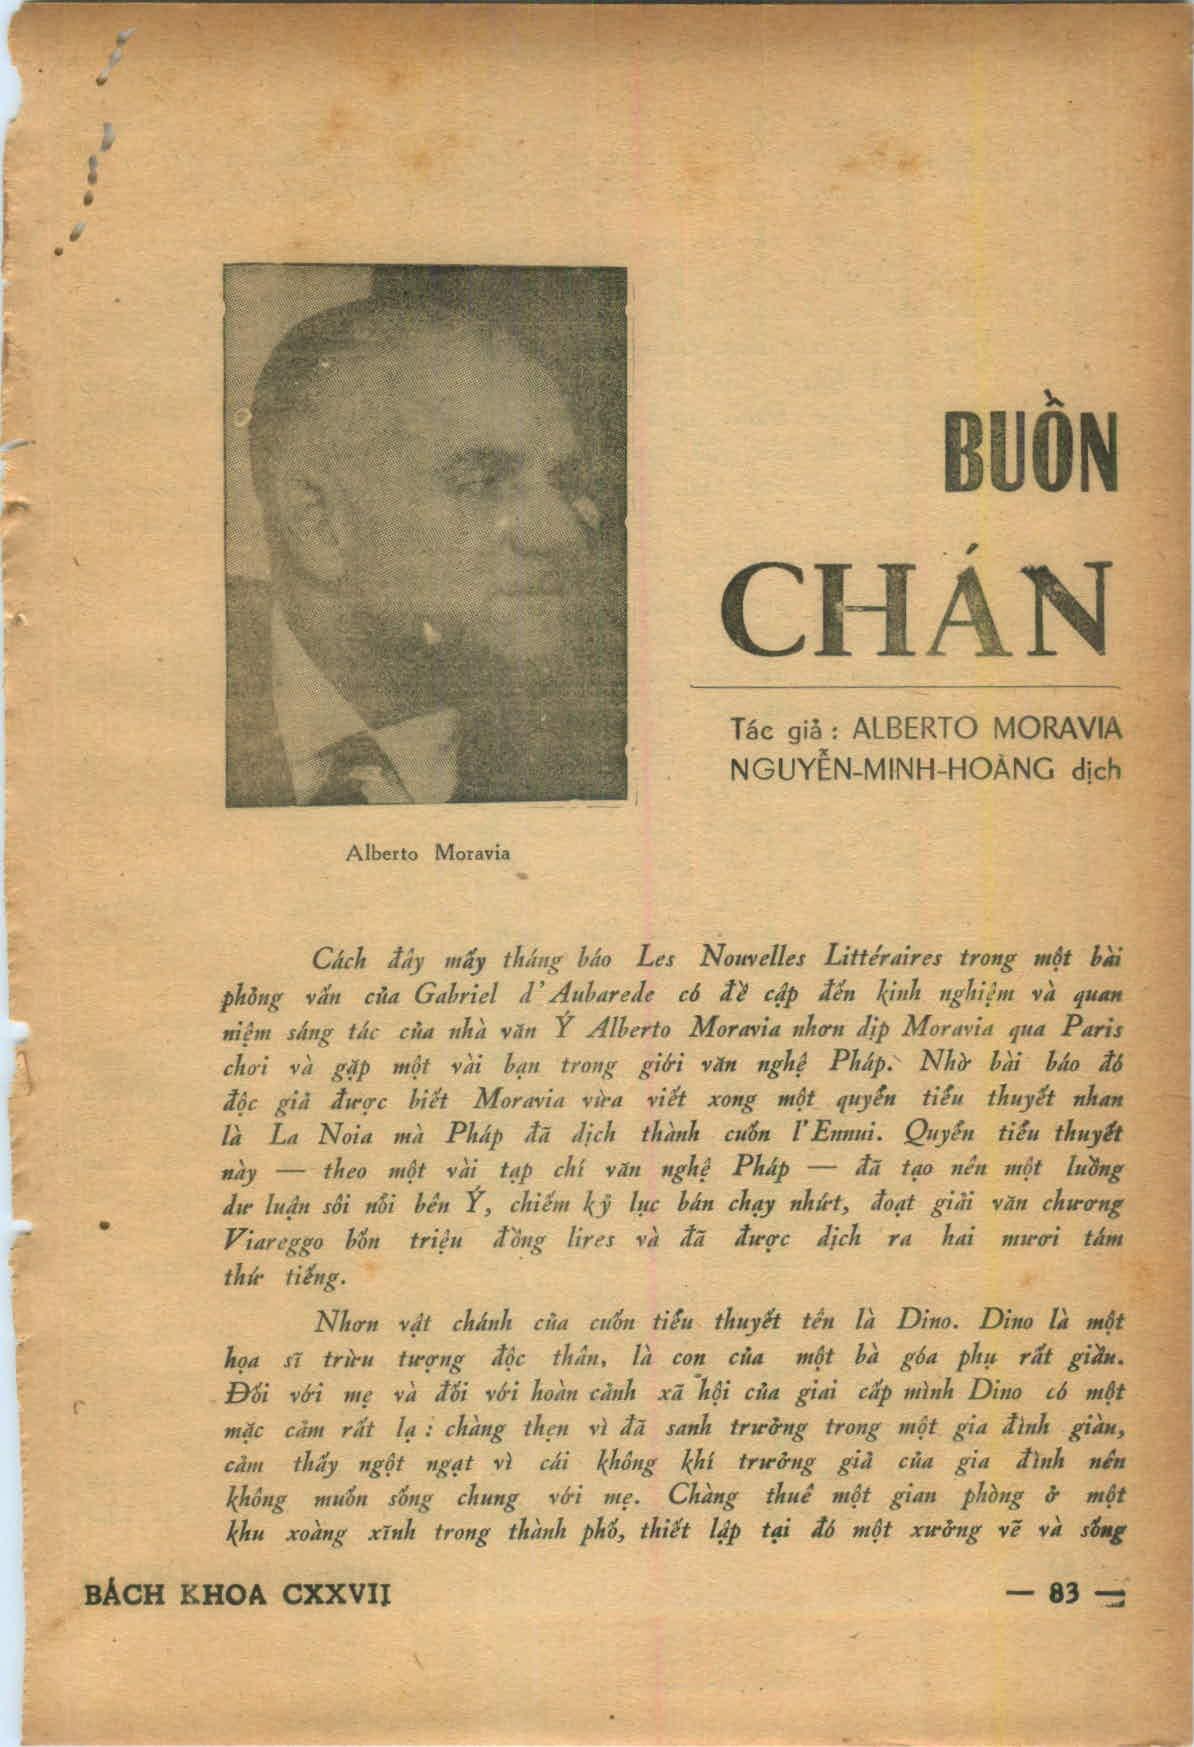 BUỒN
CHÁN
Tác giả : ALBERTO MORAVIA
NGUYỄN-MINH-HOÀNG dịch
Alberto Moravia
Cách đây mấy tháng báo Les Nouvelles Littéraires trong một bài
phỏng vấn của Gabriel d'Aubarede có đề cập đến kinh nghiệm và quan
niệm sáng tác của nhà văn Ý Alberto Moravia nhơn dịp Moravia qua Paris
chơi và gặp một vài bạn trong giới văn nghệ Pháp. Nhờ bài báo đó
độc giả được biết Moravia vừa viết xong một quyển tiểu thuyết nhan
là La Noia mà Pháp đã dịch thành cuốn l'Ennui. Quyển tiểu thuyết
này — theo một vài tạp chí văn nghệ Pháp — đã tạo nên một luồng
dư luận sôi nổi bên Ý, chiếm kỷ lục bán chạy nhứt, đoạt giải văn chương
Viareggo bốn triệu đồng lires và đã được dịch ra hai mươi tám
thứ tiếng.
Nhơn vật chánh của cuốn tiểu thuyết tên là Dino. Dino là một
họa sĩ trừu tượng độc thân, là con của một bà góa phụ rất giàu.
Đối với mẹ và đối với hoàn cảnh xã hội của giai cấp mình Dino có một
mặc cảm rất lạ : chàng thẹn vì đã sanh trưởng trong một gia đình giàu,
cảm thấy ngột ngạt vì cái không khí trưởng giả của gia đình nên
không muốn sống chung với mẹ. Chàng thuê một gian phòng ở một
khu xoàng xĩnh trong thành phố, thiết lập tại đó một xưởng vẽ và sống
BÁCH KHOA CXXVII
— 83 —